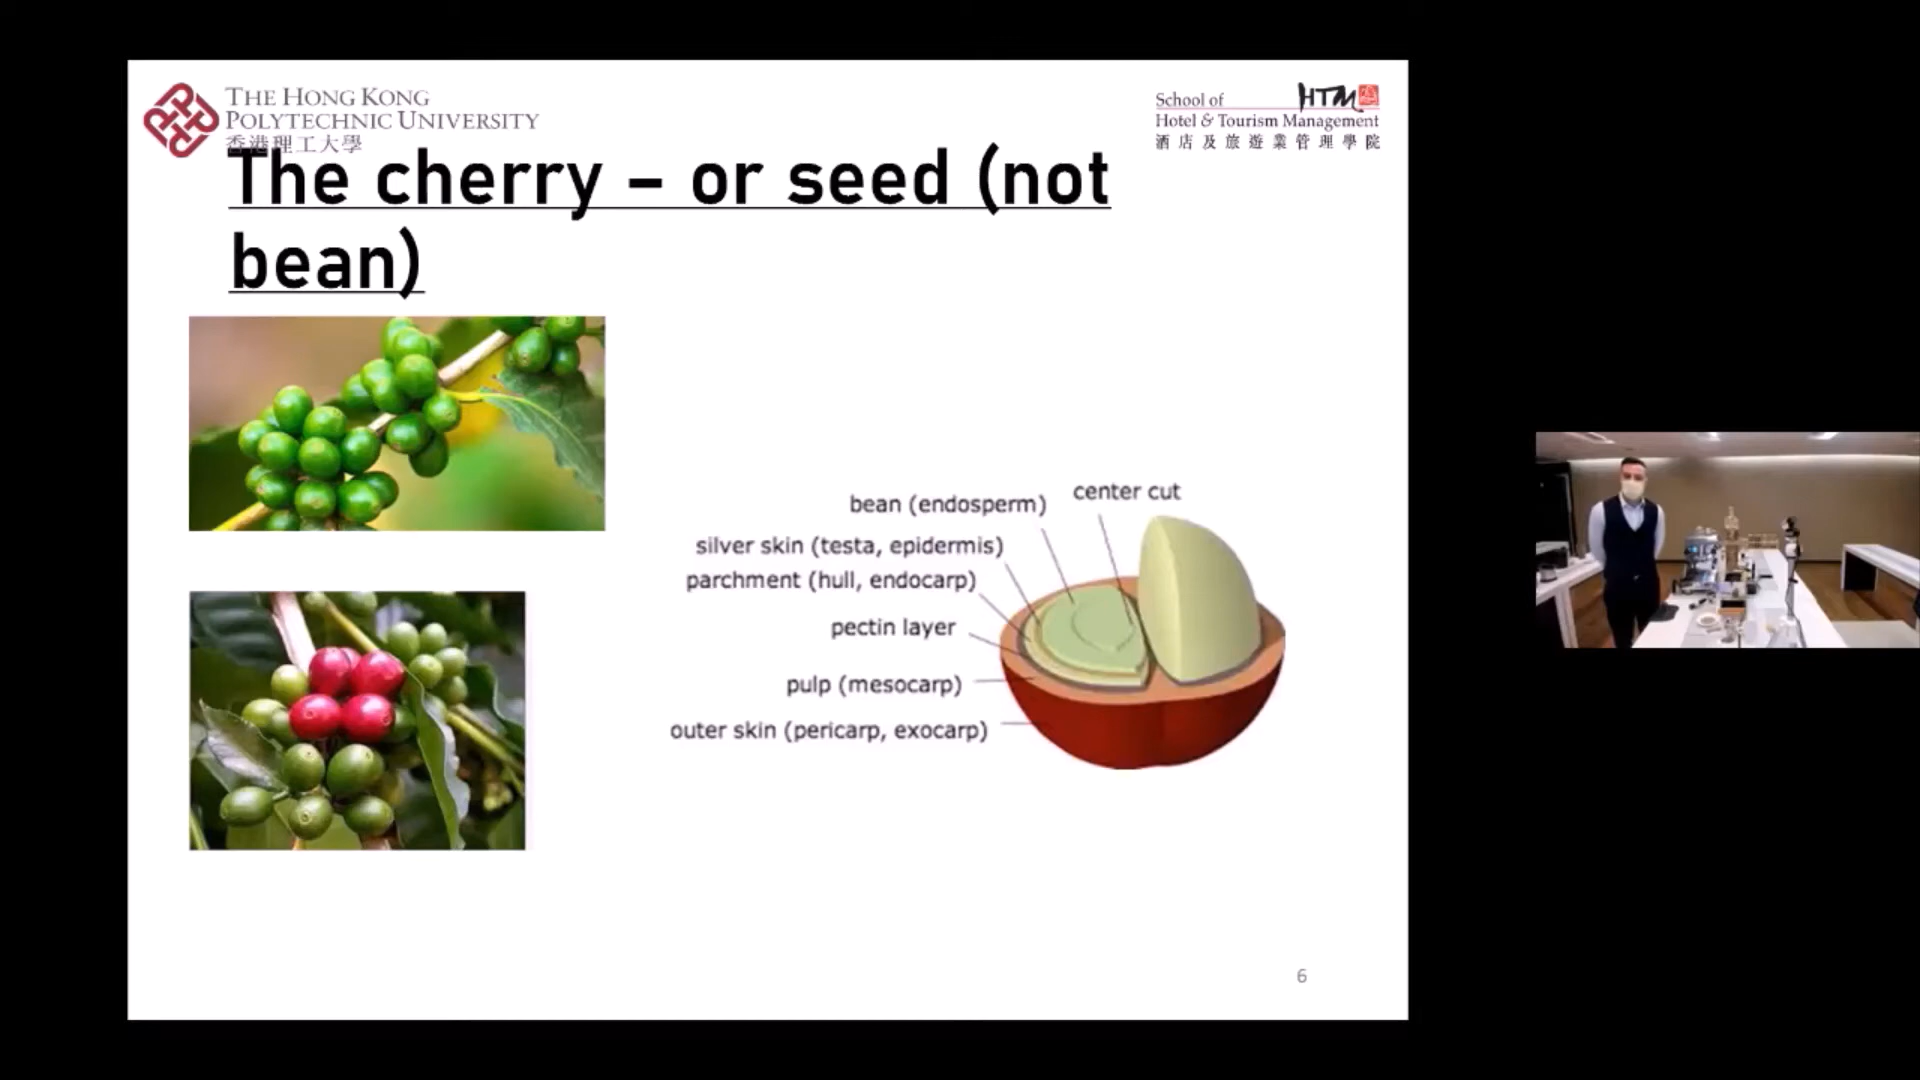 THE HONG KONG
POLYTECHNIC UNIVERSITY
香港理工大學
School of HTM
Hotel & Tourism Management
酒店及旅遊業管理學院
The cherry – or seed (not
bean)
bean (endosperm)
center cut
silver skin (testa, epidermis)
parchment (hull, endocarp)
pectin layer
pulp (mesocarp)
outer skin (pericarp, exocarp)
6